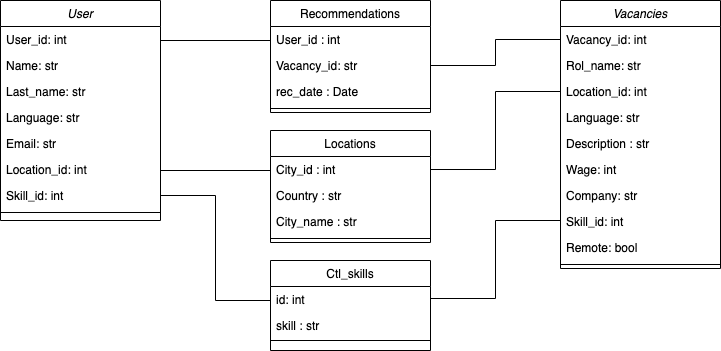 User
User_id: int
Name: str
Last_name: str
Language: str
Email: str
Location_id: int
Skill_id: int
Recommendations
User_id : int
Vacancy_id: str
rec_date : Date
Locations
City_id : int
Country : str
City_name : str
Ctl_skills
id: int
skill : str
Vacancies
Vacancy_id: int
Rol_name: str
Location_id: int
Language: str
Description : str
Wage: int
Company: str
Skill_id: int
Remote: bool